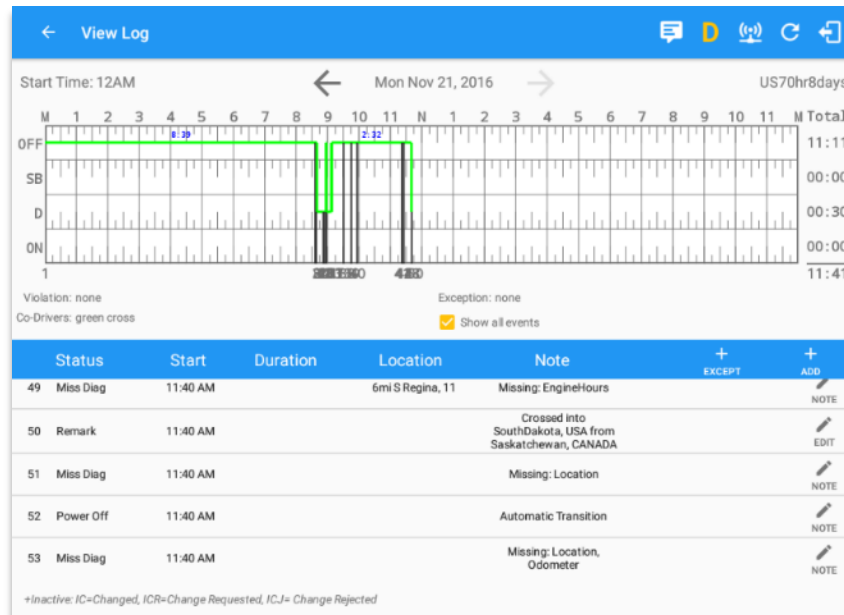 View Log
D
Start Time: 12AM
Mon Nov 21, 2016
US70hr8days
M 1 2 3 4 5 6 7 8 9 10 11 N 1 2 3 4 5 6 7 8 9 10 11 M Total
8:39 2:32
OFF 11:11
SB 00:00
D 00:30
ON 00:00
1
11:41
Violation: none
Exception: none
Co-Drivers: green cross
Show all events
Status Start Duration Location Note + EXCEPT + ADD
49 Miss Diag 11:40 AM 6mi S Regina, 11 Missing: EngineHours NOTE
50 Remark 11:40 AM Crossed into
SouthDakota, USA from
Saskatchewan, CANADA EDIT
51 Miss Diag 11:40 AM Missing: Location NOTE
52 Power Off 11:40 AM Automatic Transition NOTE
53 Miss Diag 11:40 AM Missing: Location,
Odometer NOTE
+Inactive: IC=Changed, ICR=Change Requested, ICJ= Change Rejected